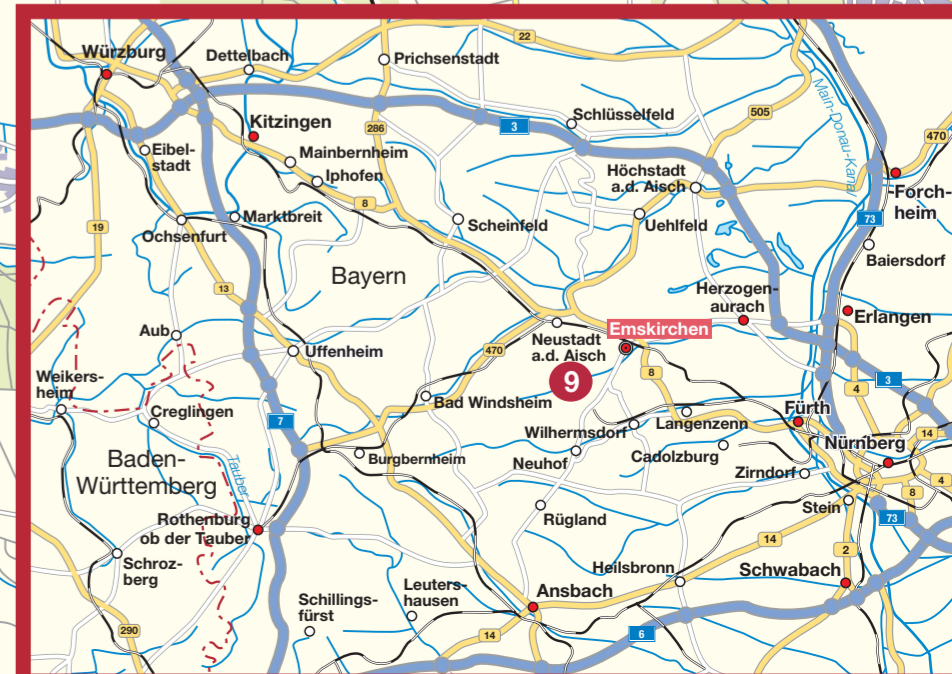 22
Würzburg
Dettelbach
Prichsenstadt
Main-Donau-Kanal
505
Schlüsselfeld
3
Kitzingen
286
470
Eibel-
stadt
Mainbernheim
Iphofen
Höchstadt
a.d. Aisch
Forch-
heim
8
Marktbreit
Scheinfeld
Uehlfeld
73
19
Ochsenfurt
Baiersdorf
Bayern
13
Herzogen-
aurach
Erlangen
Aub
Emskirchen
Neustadt
a.d. Aisch
Uffenheim
470
9
8
3
Weikers-
heim
4
Bad Windsheim
Creglingen
7
Fürth
Langenzenn
Wilhermsdorf
14
Nürnberg
Baden-
Württemberg
Burgbernheim
Neuhof
Cadolzburg
Tauber
Zirndorf
4
8
Rügland
Stein
73
Rothenburg
ob der Tauber
14
2
Schroz-
berg
Heilsbronn
Schwabach
Leuters-
hausen
Ansbach
Schillings-
fürst
290
14
6